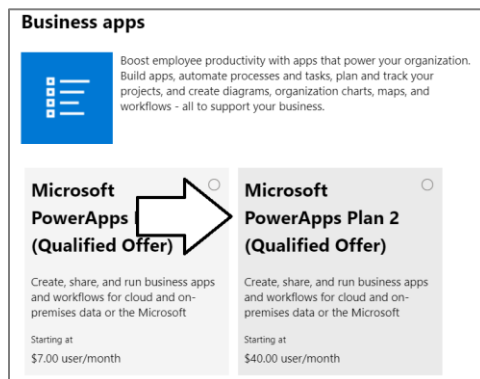 Business apps
Boost employee productivity with apps that power your organization.
Build apps, automate processes and tasks, plan and track your
projects, and create diagrams, organization charts, maps, and
workflows - all to support your business.
Microsoft
PowerApps
(Qualified Offer)
Create, share, and run business apps
and workflows for cloud and on-
premises data or the Microsoft
Starting at
$7.00 user/month
Microsoft
PowerApps Plan 2
(Qualified Offer)
Create, share, and run business apps
and workflows for cloud and on-
premises data or the Microsoft
Starting at
$40.00 user/month